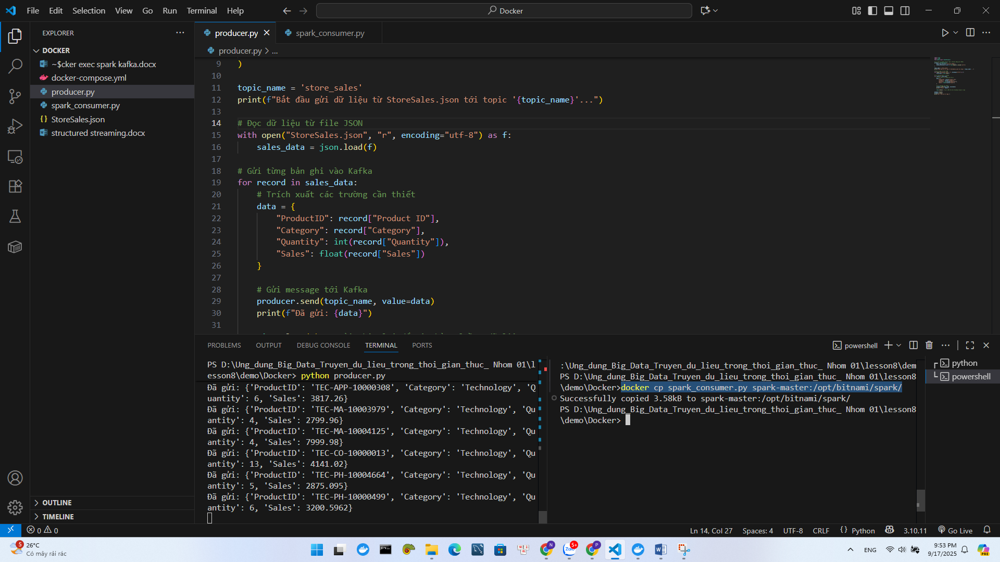 File Edit Selection View Go Run Terminal Help
Docker
EXPLORER
DOCKER
~$cker exec spark kafka.docx
docker-compose.yml
producer.py
spark_consumer.py
StoreSales.json
structured streaming.docx
OUTLINE
TIMELINE
producer.py
spark_consumer.py
producer.py > ...
9 )
10
11 topic_name = 'store_sales'
12 print(f"Bắt đầu gửi dữ liệu từ StoreSales.json tới topic '{topic_name}'...")
13
14 # Đọc dữ liệu từ file JSON
15 with open("StoreSales.json", "r", encoding="utf-8") as f:
16 sales_data = json.load(f)
17
18 # Gửi từng bản ghi vào Kafka
19 for record in sales_data:
20 # Trích xuất các trường cần thiết
21 data = {
22 "ProductID": record["Product ID"],
23 "Category": record["Category"],
24 "Quantity": int(record["Quantity"]),
25 "Sales": float(record["Sales"])
26 }
27
28 # Gửi message tới Kafka
29 producer.send(topic_name, value=data)
30 print(f"Đã gửi: {data}")
31
PROBLEMS OUTPUT DEBUG CONSOLE TERMINAL PORTS
powershell
PS D:\Ung_dung_Big_Data_Truyen_du_lieu_trong_thoi_gian_thuc_ Nhom 01\l
esson8\demo\Docker> python producer.py
Đã gửi: {'ProductID': 'TEC-APP-10000308', 'Category': 'Technology', 'Q
uantity': 6, 'Sales': 3817.26}
Đã gửi: {'ProductID': 'TEC-MA-10003979', 'Category': 'Technology', 'Qu
antity': 4, 'Sales': 2799.96}
Đã gửi: {'ProductID': 'TEC-MA-10004125', 'Category': 'Technology', 'Qu
antity': 4, 'Sales': 7999.98}
Đã gửi: {'ProductID': 'TEC-CO-10000013', 'Category': 'Technology', 'Qu
antity': 13, 'Sales': 4141.02}
Đã gửi: {'ProductID': 'TEC-PH-10004664', 'Category': 'Technology', 'Qu
antity': 5, 'Sales': 2875.095}
Đã gửi: {'ProductID': 'TEC-PH-10000499', 'Category': 'Technology', 'Qu
antity': 6, 'Sales': 3200.5962}
:\Ung_dung_Big_Data_Truyen_du_lieu_trong_thoi_gian_thuc_ Nhom 01\lesson8\dem
PS D:\Ung_dung_Big_Data_Truyen_du_lieu_trong_thoi_gian_thuc_ Nhom 01\lesson8
\demo\Docker>docker cp spark_consumer.py spark-master:/opt/bitnami/spark/
Successfully copied 3.58kB to spark-master:/opt/bitnami/spark/
PS D:\Ung_dung_Big_Data_Truyen_du_lieu_trong_thoi_gian_thuc_ Nhom 01\lesson8
\demo\Docker>
python
powershell
0 0
Ln 14, Col 27 Spaces: 4 UTF-8 CRLF {} Python 3.10.11 Go Live
5
26°C
Có mây rải rác
N
5+
Zalo
P
ENG
9:53 PM
9/17/2025
PRE